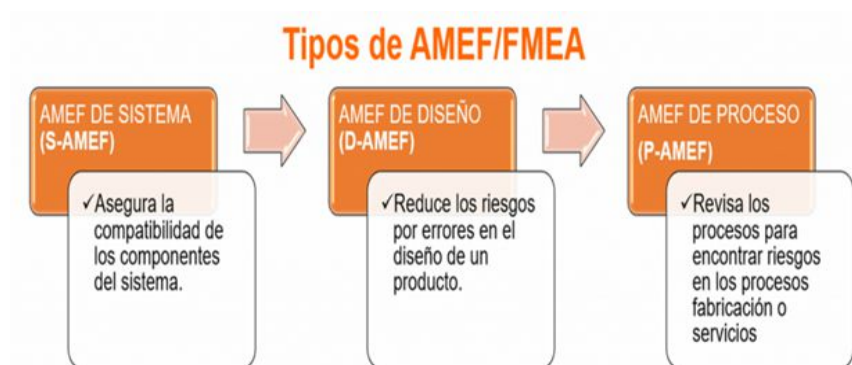 Tipos de AMEF/FMEA
AMEF DE SISTEMA
(S-AMEF)
✓Asegura la
compatibilidad de
los componentes
del sistema.
AMEF DE DISEÑO
(D-AMEF)
✓Reduce los riesgos
por errores en el
diseño de un
producto.
AMEF DE PROCESO
(P-AMEF)
✓Revisa los
procesos para
encontrar riesgos
en los procesos
fabricación o
servicios